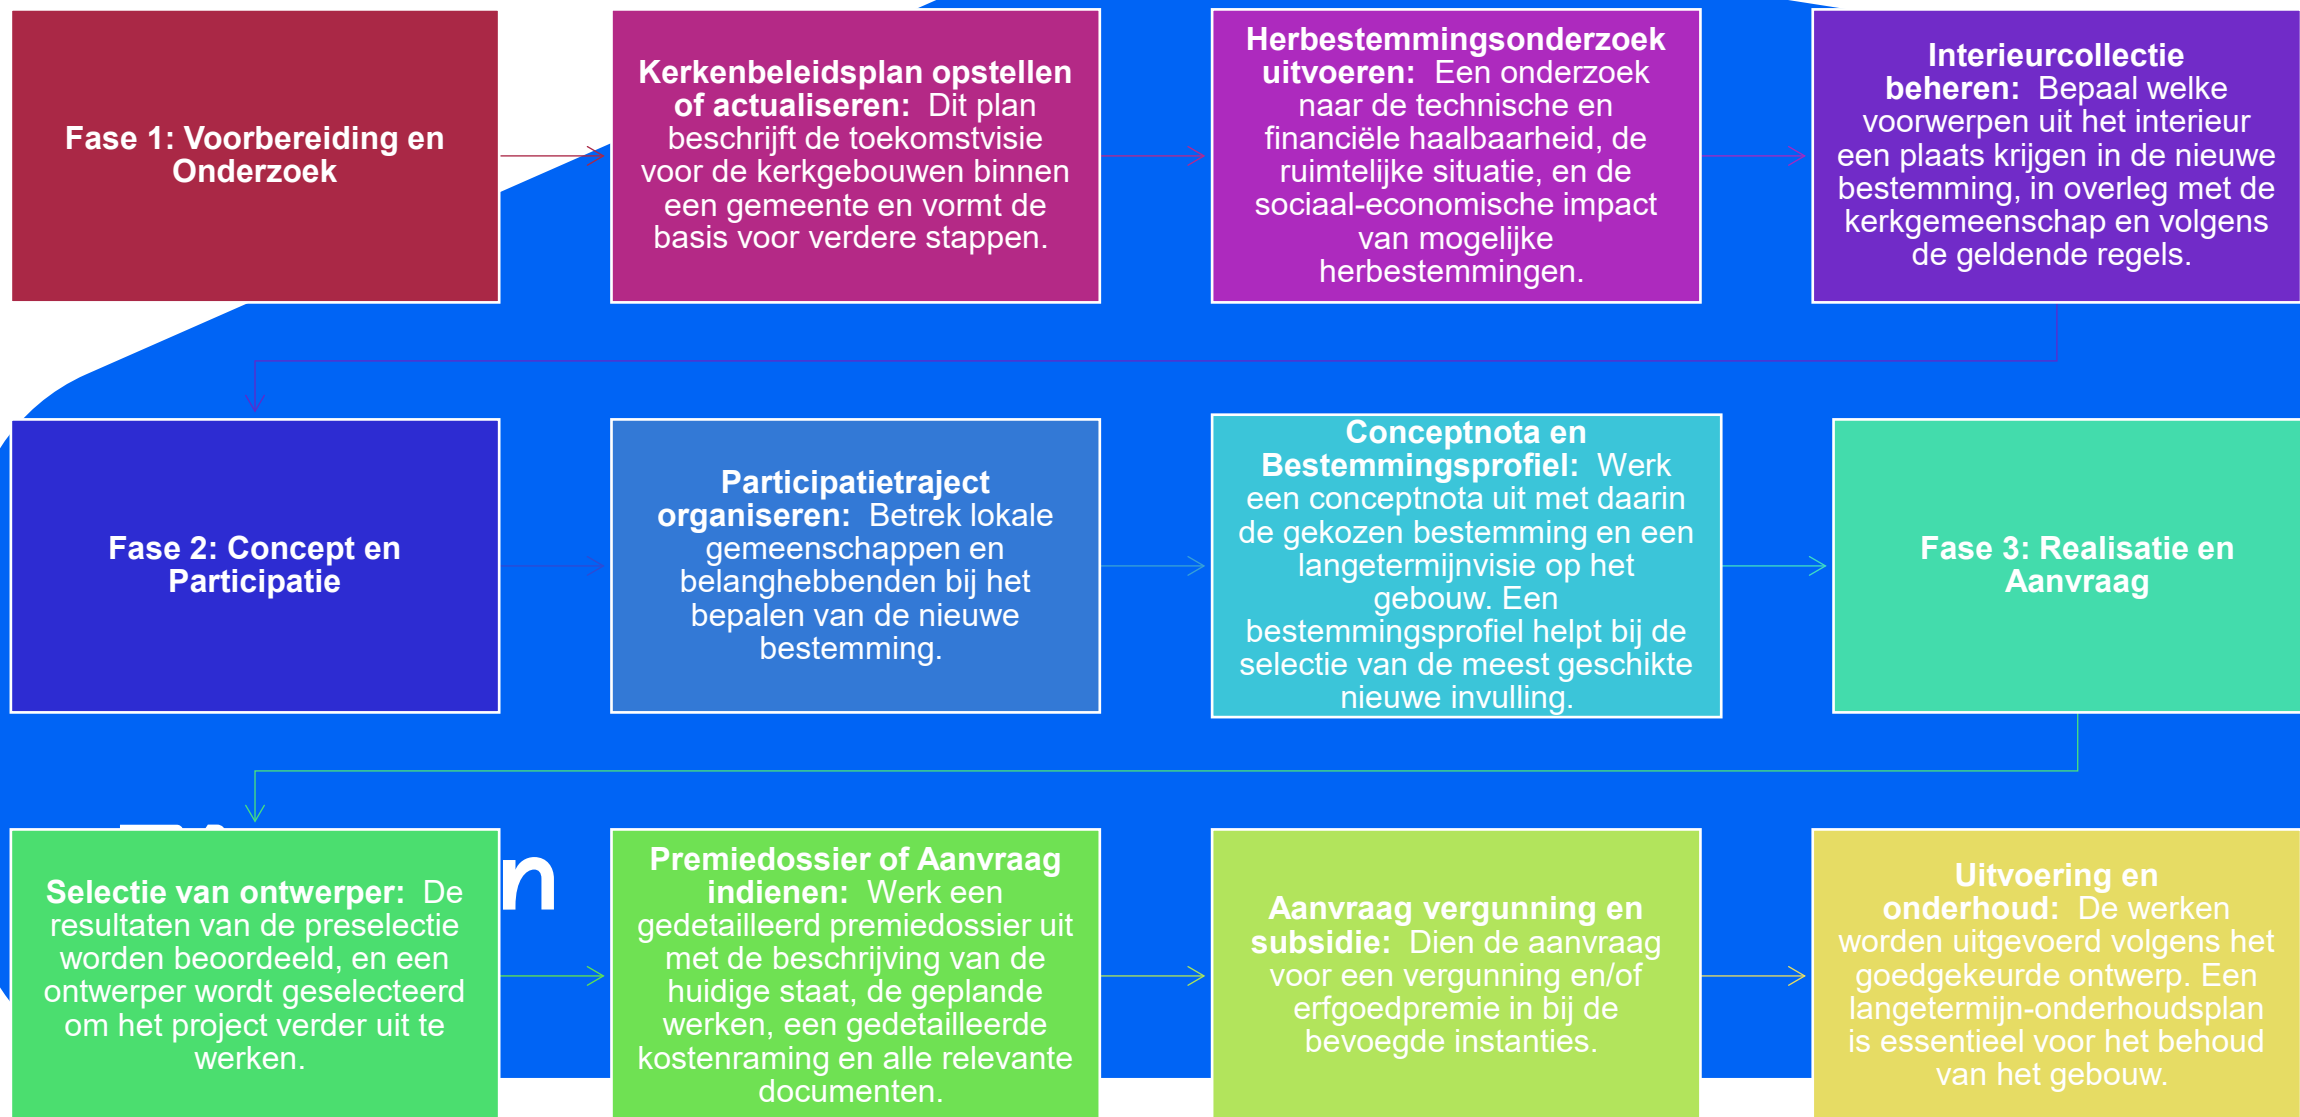 Fase 1: Voorbereiding en
Onderzoek
Kerkenbeleidsplan opstellen
of actualiseren: Dit plan
beschrijft de toekomstvisie
voor de kerkgebouwen binnen
een gemeente en vormt de
basis voor verdere stappen.
Herbestemmingsonderzoek
uitvoeren: Een onderzoek
naar de technische en
financiële haalbaarheid, de
ruimtelijke situatie, en de
sociaal-economische impact
van mogelijke
herbestemmingen.
Interieurcollectie
beheren: Bepaal welke
voorwerpen uit het interieur
een plaats krijgen in de nieuwe
bestemming, in overleg met de
kerkgemeenschap en volgens
de geldende regels.
Fase 2: Concept en
Participatie
Participatietraject
organiseren: Betrek lokale
gemeenschappen en
belanghebbenden bij het
bepalen van de nieuwe
bestemming.
Conceptnota en
Bestemmingsprofiel: Werk
een conceptnota uit met daarin
de gekozen bestemming en een
langetermijnvisie op het
gebouw. Een
bestemmingsprofiel helpt bij de
selectie van de meest geschikte
nieuwe invulling.
Fase 3: Realisatie en
Aanvraag
Selectie van ontwerper: De
resultaten van de preselectie
worden beoordeeld, en een
ontwerper wordt geselecteerd
om het project verder uit te
werken.
Premiedossier of Aanvraag
indienen: Werk een
gedetailleerd premiedossier uit
met de beschrijving van de
huidige staat, de geplande
werken, een gedetailleerde
kostenraming en alle relevante
documenten.
Aanvraag vergunning en
subsidie: Dien de aanvraag
voor een vergunning en/of
erfgoedpremie in bij de
bevoegde instanties.
Uitvoering en
onderhoud: De werken
worden uitgevoerd volgens het
goedgekeurde ontwerp. Een
langetermijn-onderhoudsplan
is essentieel voor het behoud
van het gebouw.